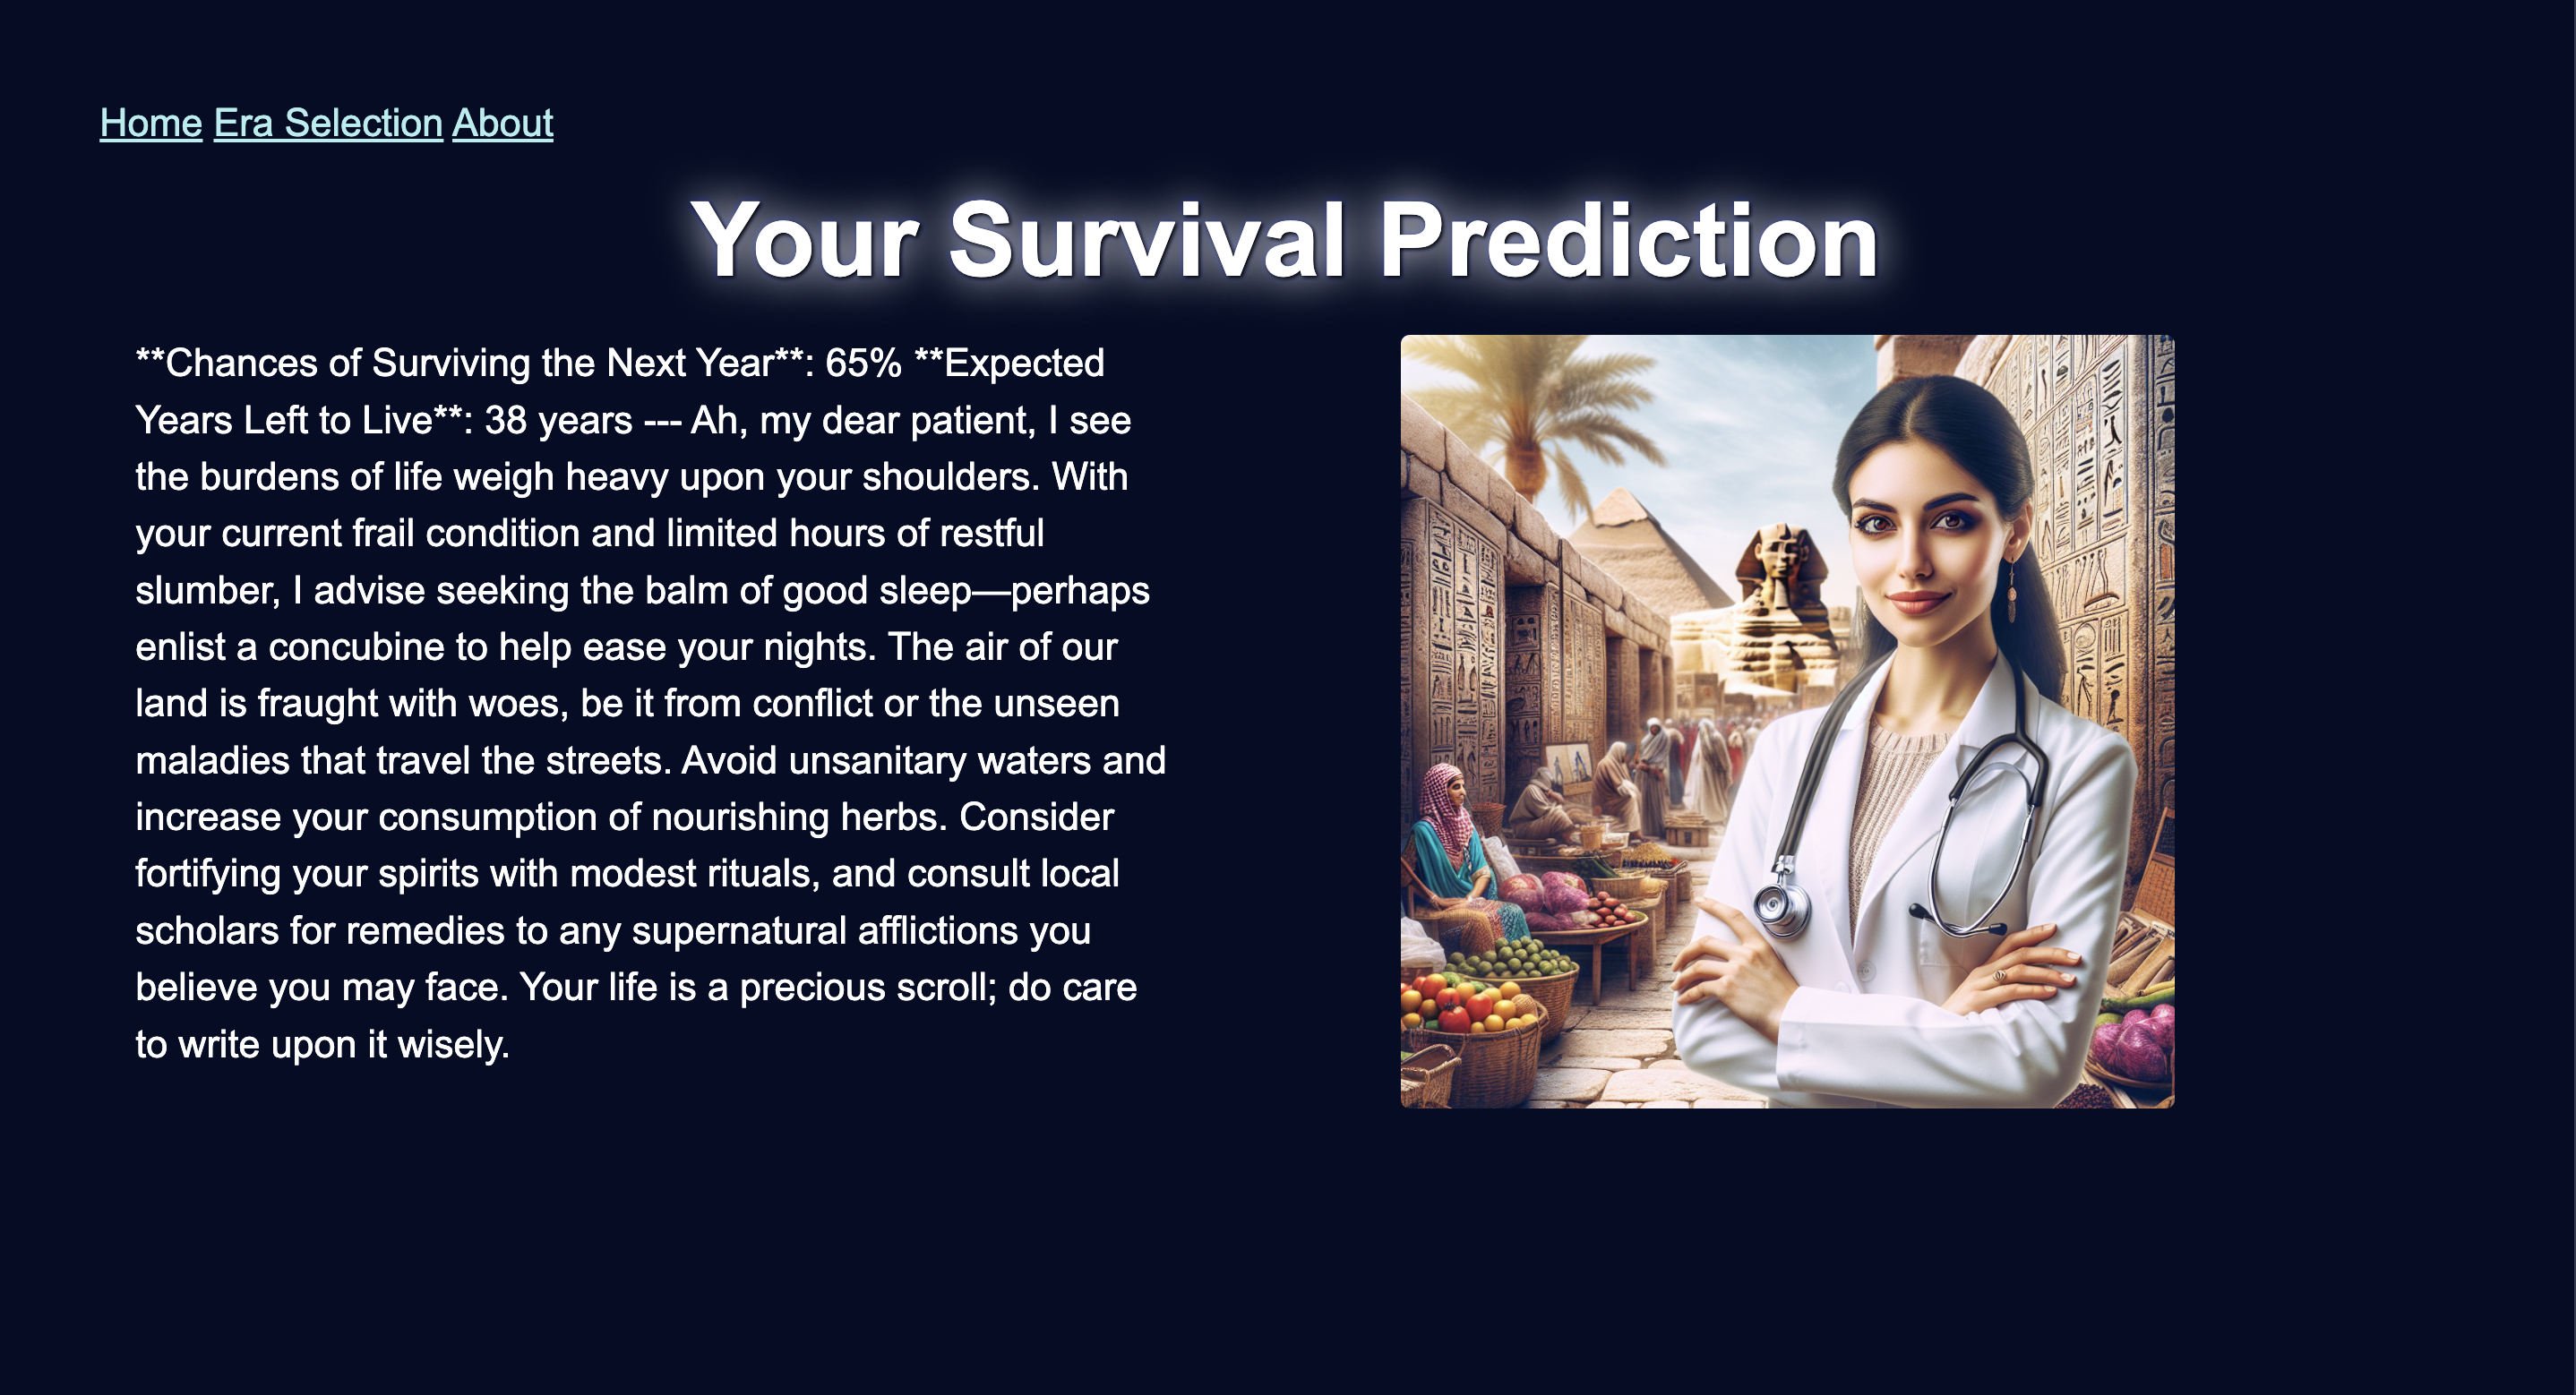 Home Era Selection About
Your Survival Prediction
**Chances of Surviving the Next Year**: 65% **Expected
Years Left to Live**: 38 years --- Ah, my dear patient, I see
the burdens of life weigh heavy upon your shoulders. With
your current frail condition and limited hours of restful
slumber, I advise seeking the balm of good sleep—perhaps
enlist a concubine to help ease your nights. The air of our
land is fraught with woes, be it from conflict or the unseen
maladies that travel the streets. Avoid unsanitary waters and
increase your consumption of nourishing herbs. Consider
fortifying your spirits with modest rituals, and consult local
scholars for remedies to any supernatural afflictions you
believe you may face. Your life is a precious scroll; do care
to write upon it wisely.